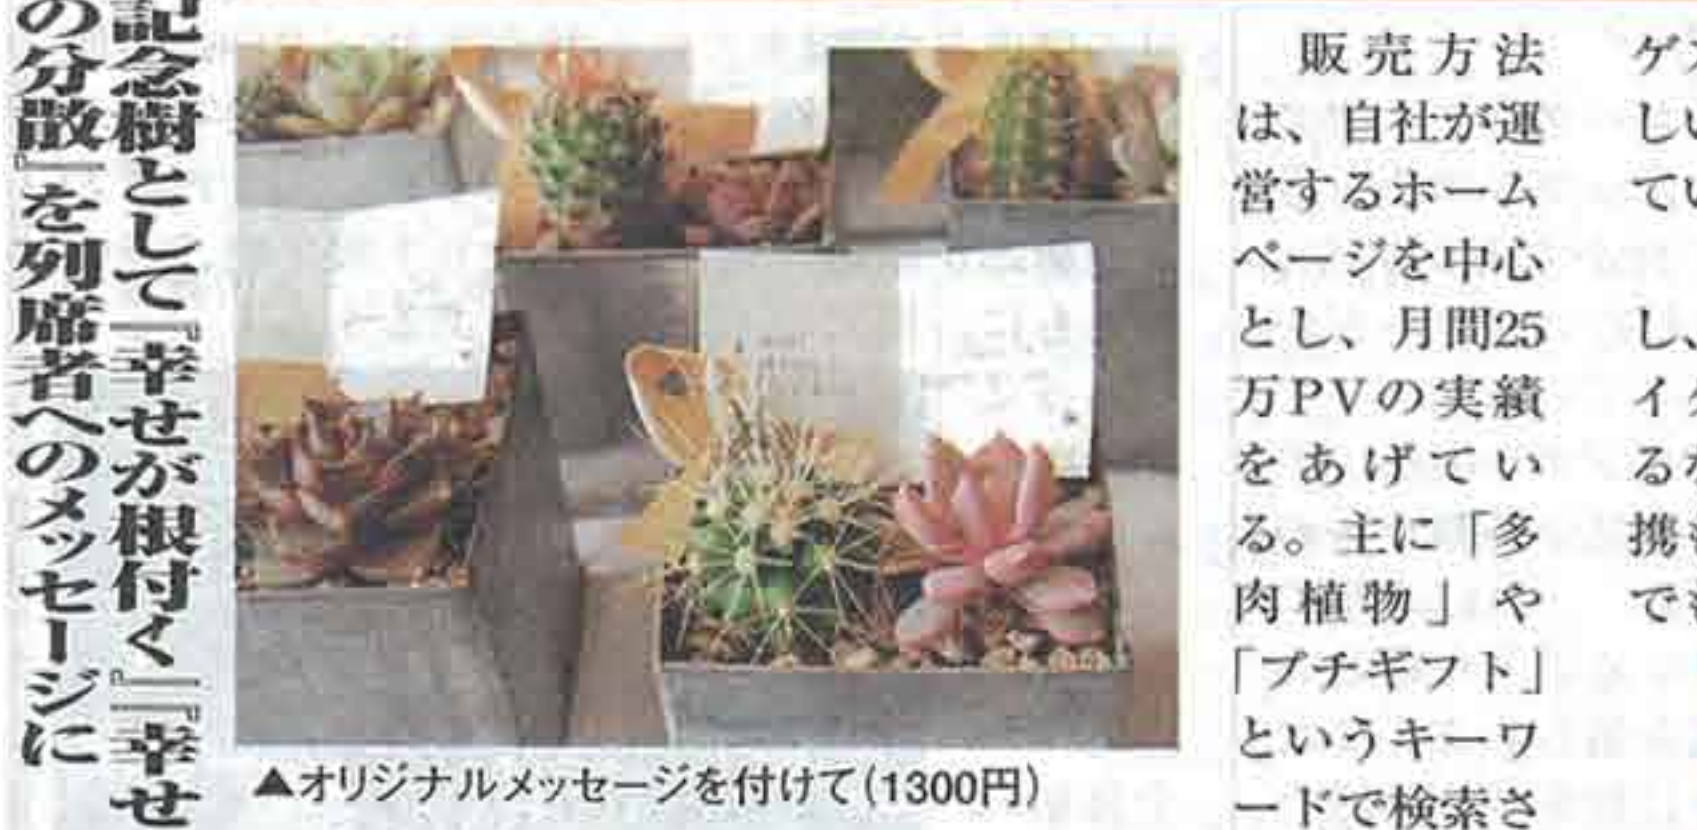 記念樹として『幸せが根付く』『幸せ
の分散』を列席者へのメッセージに
▲オリジナルメッセージを付けて(1300円)
販売方法
は、自社が運
営するホーム
ページを中心
とし、月間25
万PVの実績
をあげてい
る。主に「多
肉植物」や
「プチギフト」
というキーワ
ードで検索さ
しい
てい
し、